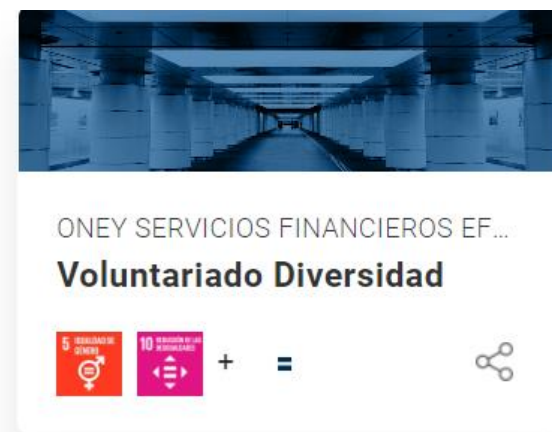 ONEY SERVICIOS FINANCIEROS EF...
Voluntariado Diversidad
5 IGUALDAD DE GÉNERO
10 REDUCCIÓN DE LAS DESIGUALDADES
+ =